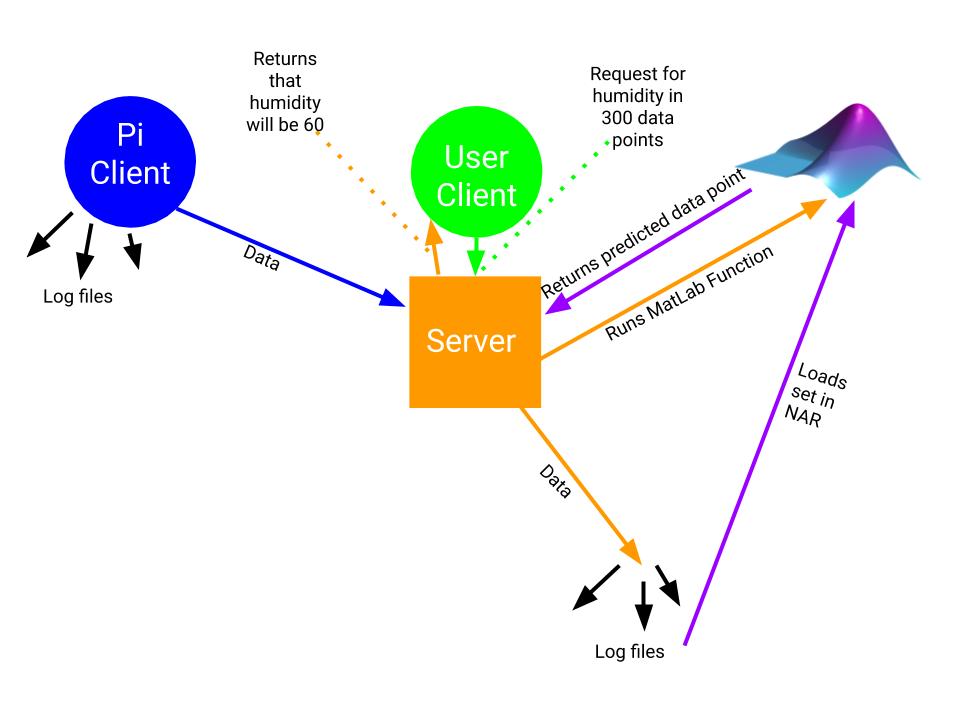 Returns
that
humidity
will be 60
Request for
humidity in
300 data
points
Pi
Client
User
Client
Returns predicted data point
Data
Log files
Runs MatLab Function
Server
Loads
set in
NAR
Data
Log files